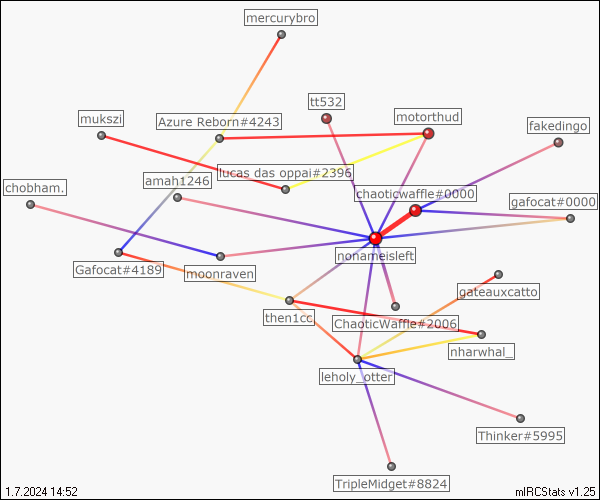 mercurybro
tt532
mukszi
Azure Reborn#4243
motorthud
fakedingo
lucas das oppai#2396
amah1246
chobham.
chaoticwaffle#0000
gafocat#0000
nonameisleft
Gafocat#4189
moonraven
gateauxcatto
then1cc
ChaoticWaffle#2006
nharwhal_
leholy_otter
Thinker#5995
TripleMidget#8824
1.7.2024 14:52
mIRCStats v1.25